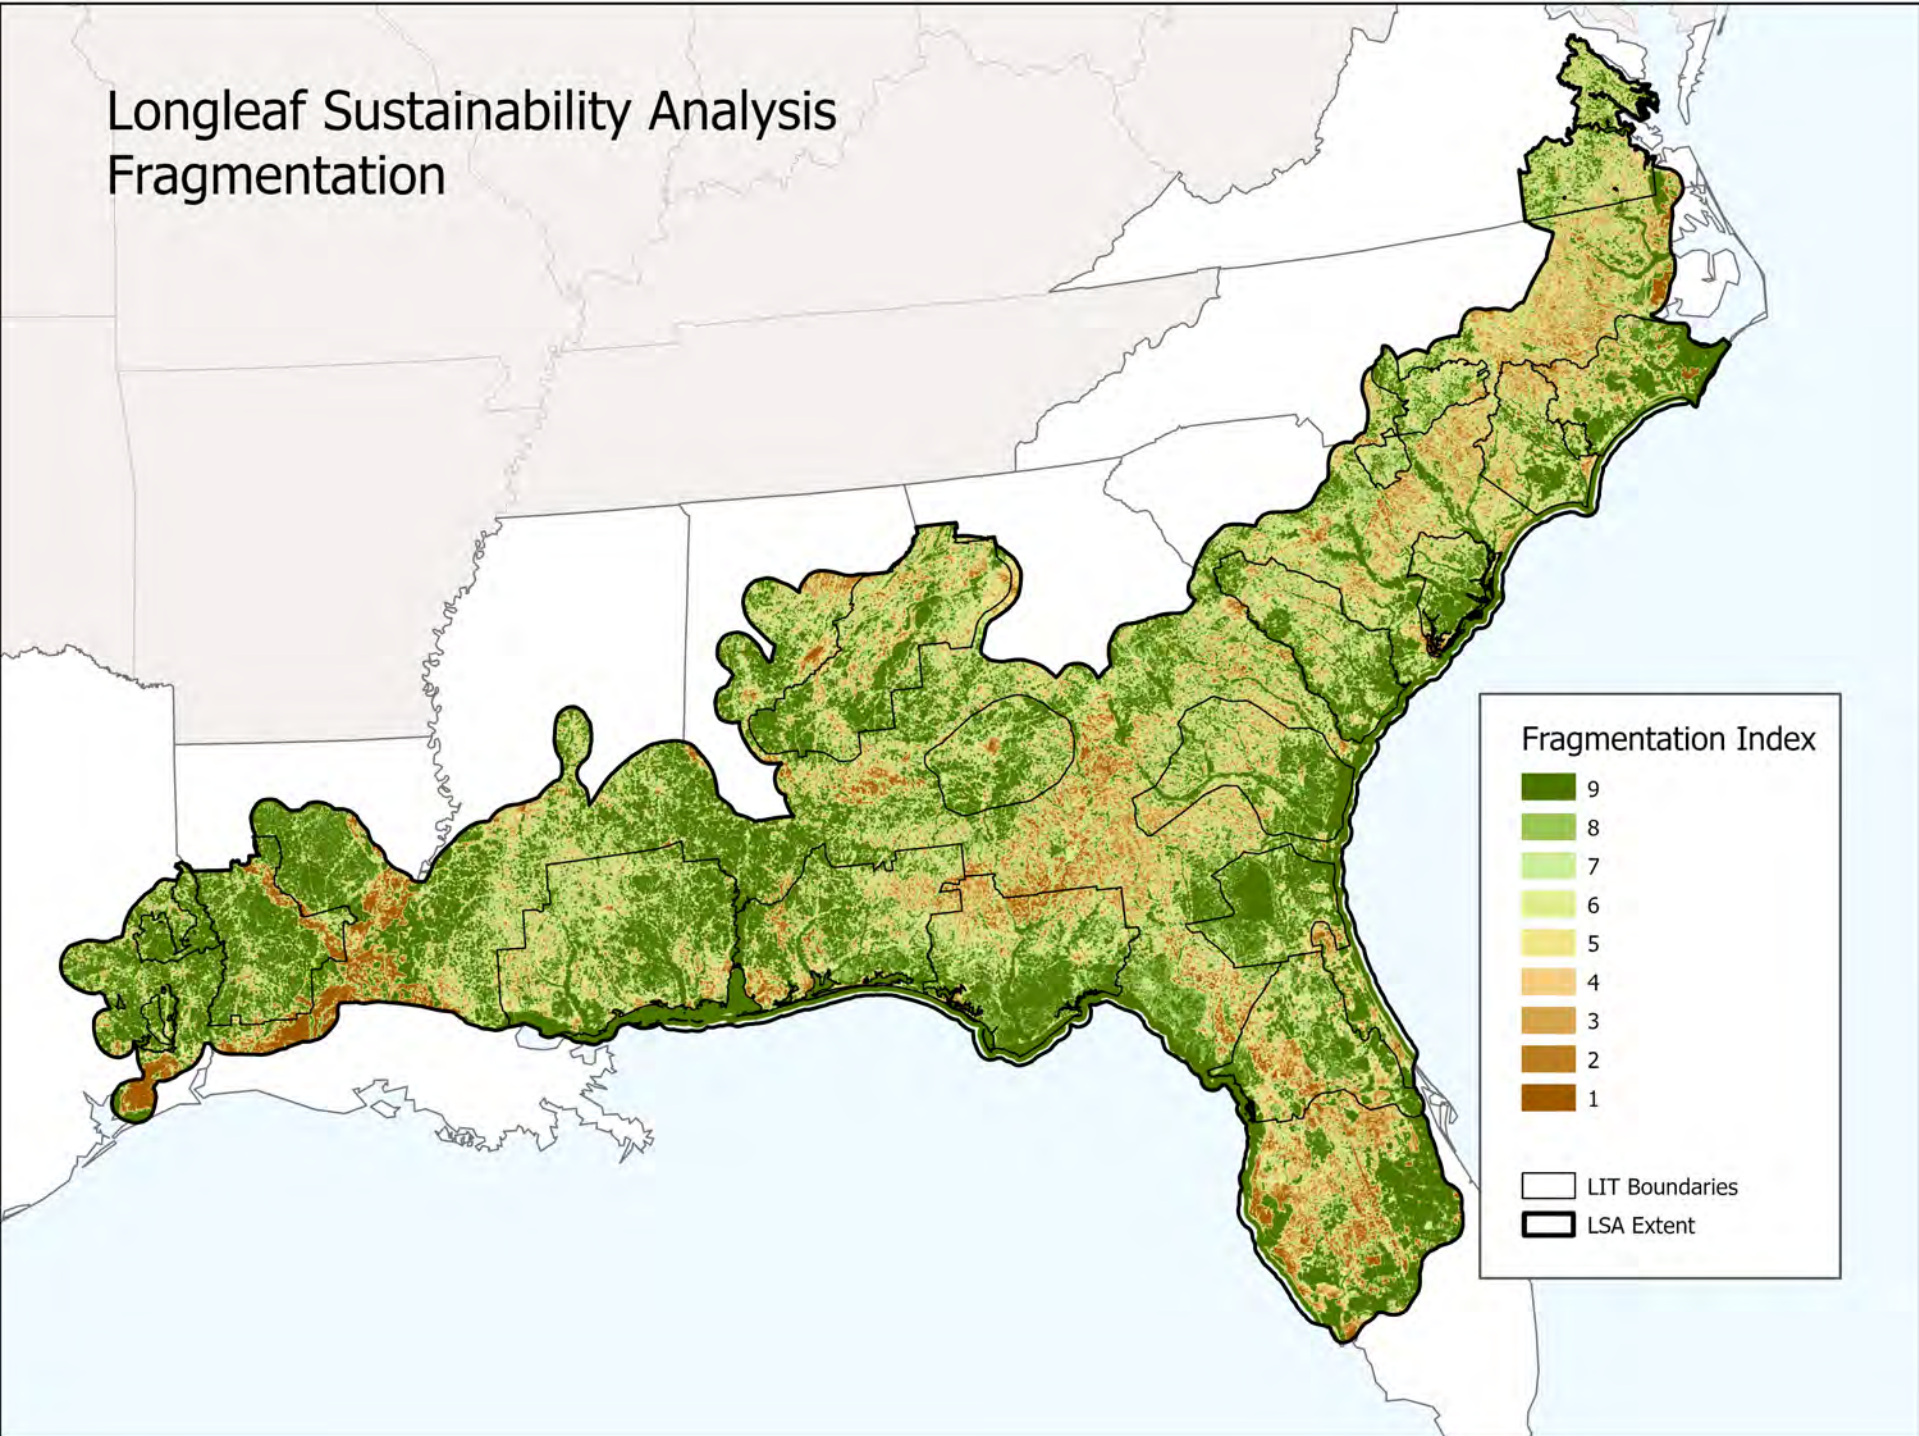 Longleaf Sustainability Analysis
Fragmentation
Fragmentation Index
9
8
7
6
5
4
3
2
1
LIT Boundaries
LSA Extent